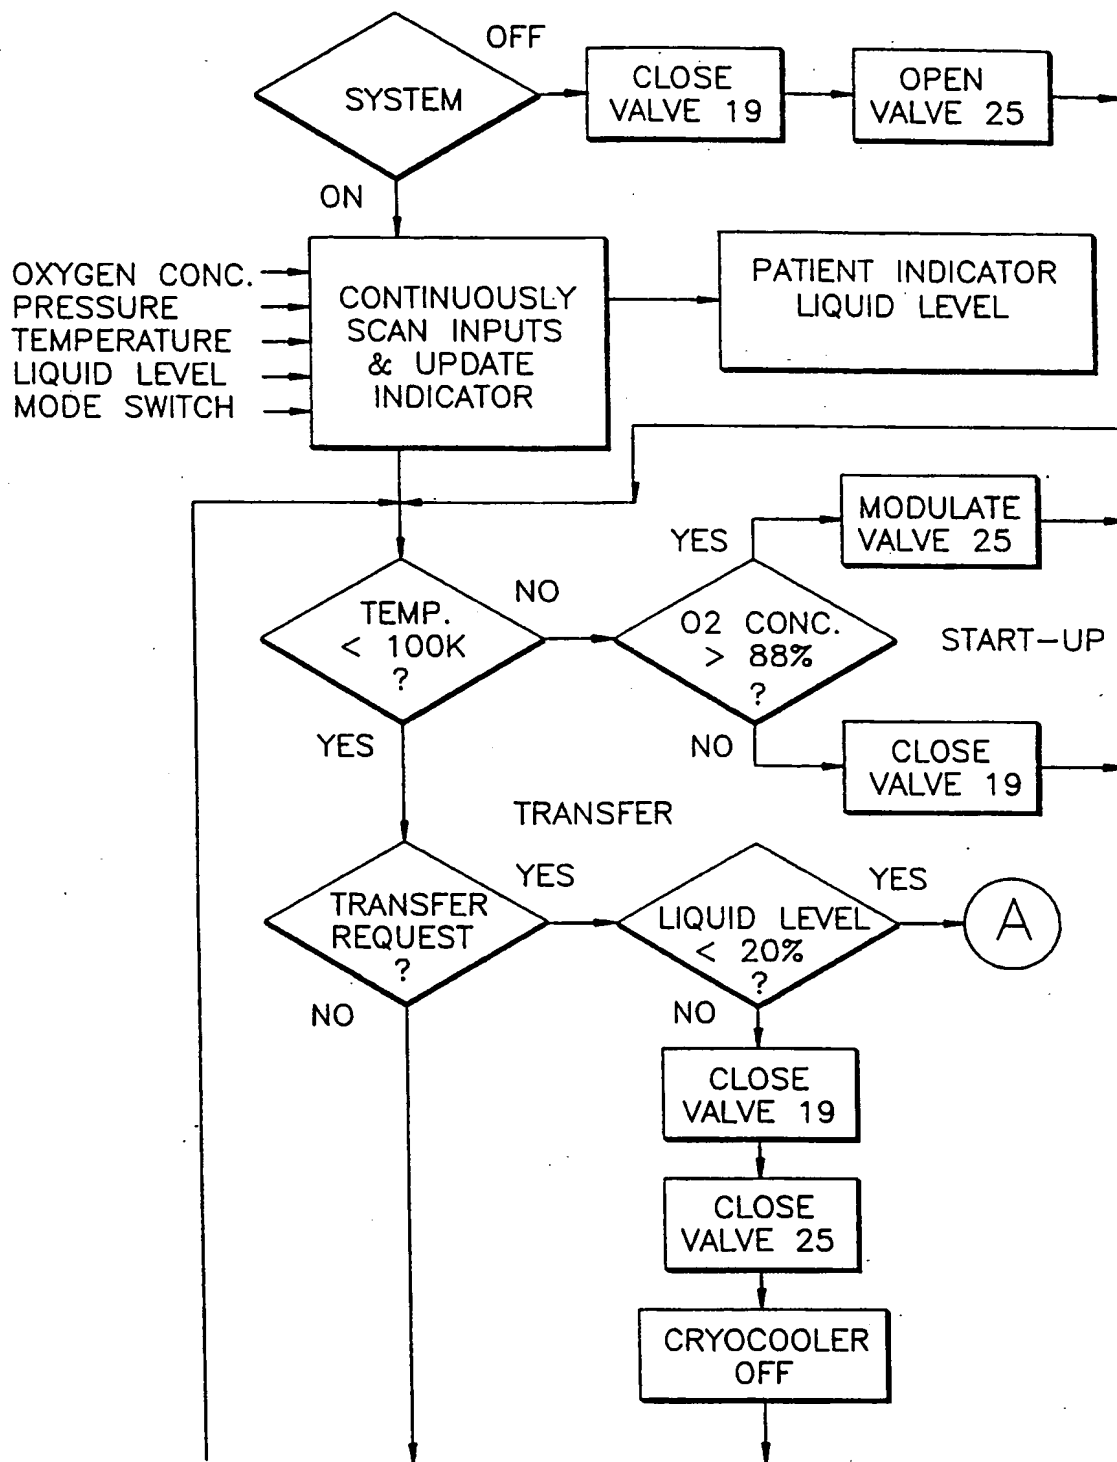 OFF
SYSTEM
CLOSE
VALVE 19
OPEN
VALVE 25
ON
OXYGEN CONC.
PRESSURE
TEMPERATURE
LIQUID LEVEL
MODE SWITCH
CONTINUOUSLY
SCAN INPUTS
& UPDATE
INDICATOR
PATIENT INDICATOR
LIQUID LEVEL
TEMP.
< 100K
?
NO
YES
O2 CONC.
> 88%
?
YES
MODULATE
VALVE 25
START-UP
NO
CLOSE
VALVE 19
TRANSFER
TRANSFER
REQUEST
?
YES
NO
LIQUID LEVEL
< 20%
?
YES
A
NO
CLOSE
VALVE 19
CLOSE
VALVE 25
CRYOCOOLER
OFF